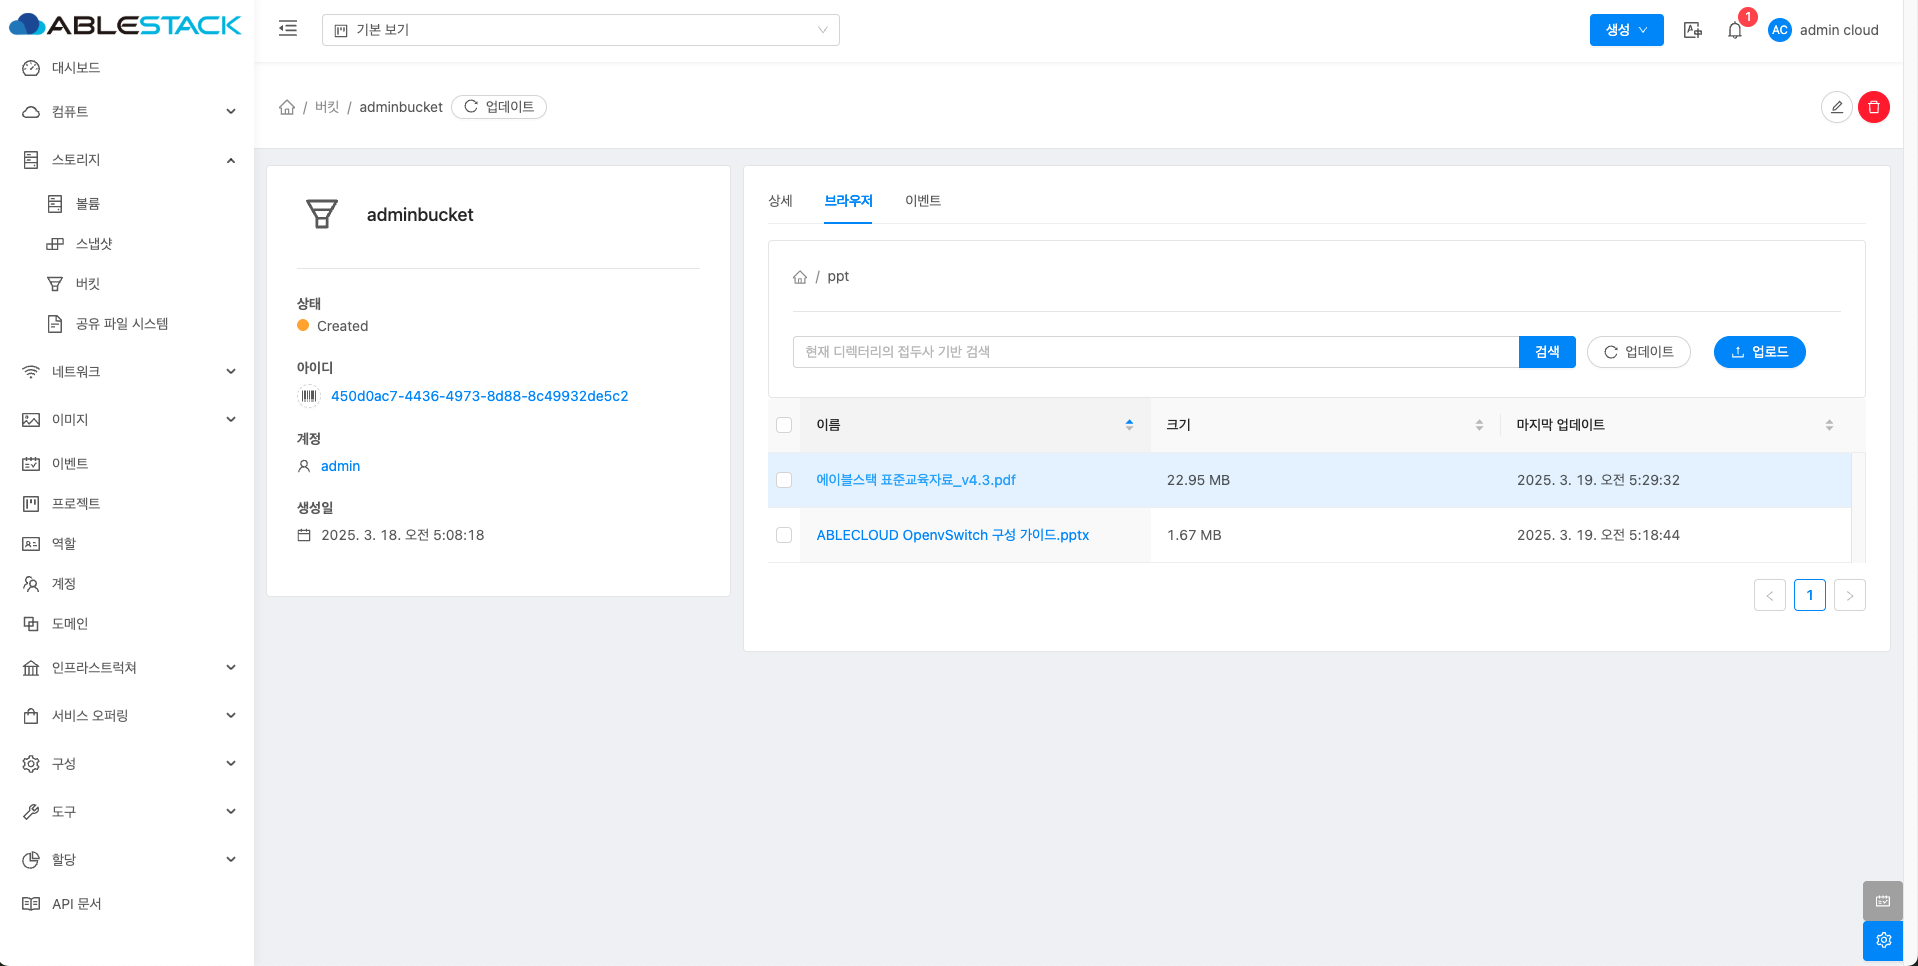 ABLESTACK
대시보드
컴퓨트
스토리지
볼륨
스냅샷
버킷
공유 파일 시스템
네트워크
이미지
이벤트
프로젝트
역할
계정
도메인
인프라스트럭쳐
서비스 오퍼링
구성
도구
할당
API 문서
기본 보기
생성
1
AC admin cloud
/ 버킷 / adminbucket 업데이트
adminbucket
상태
Created
아이디
450d0ac7-4436-4973-8d88-8c49932de5c2
계정
admin
생성일
2025. 3. 18. 오전 5:08:18
상세 브라우저 이벤트
/ ppt
현재 디렉터리의 접두사 기반 검색 검색 업데이트 업로드
이름 크기 마지막 업데이트
에이블스택 표준교육자료_v4.3.pdf 22.95 MB 2025. 3. 19. 오전 5:29:32
ABLECLOUD OpenvSwitch 구성 가이드.pptx 1.67 MB 2025. 3. 19. 오전 5:18:44
< 1 >